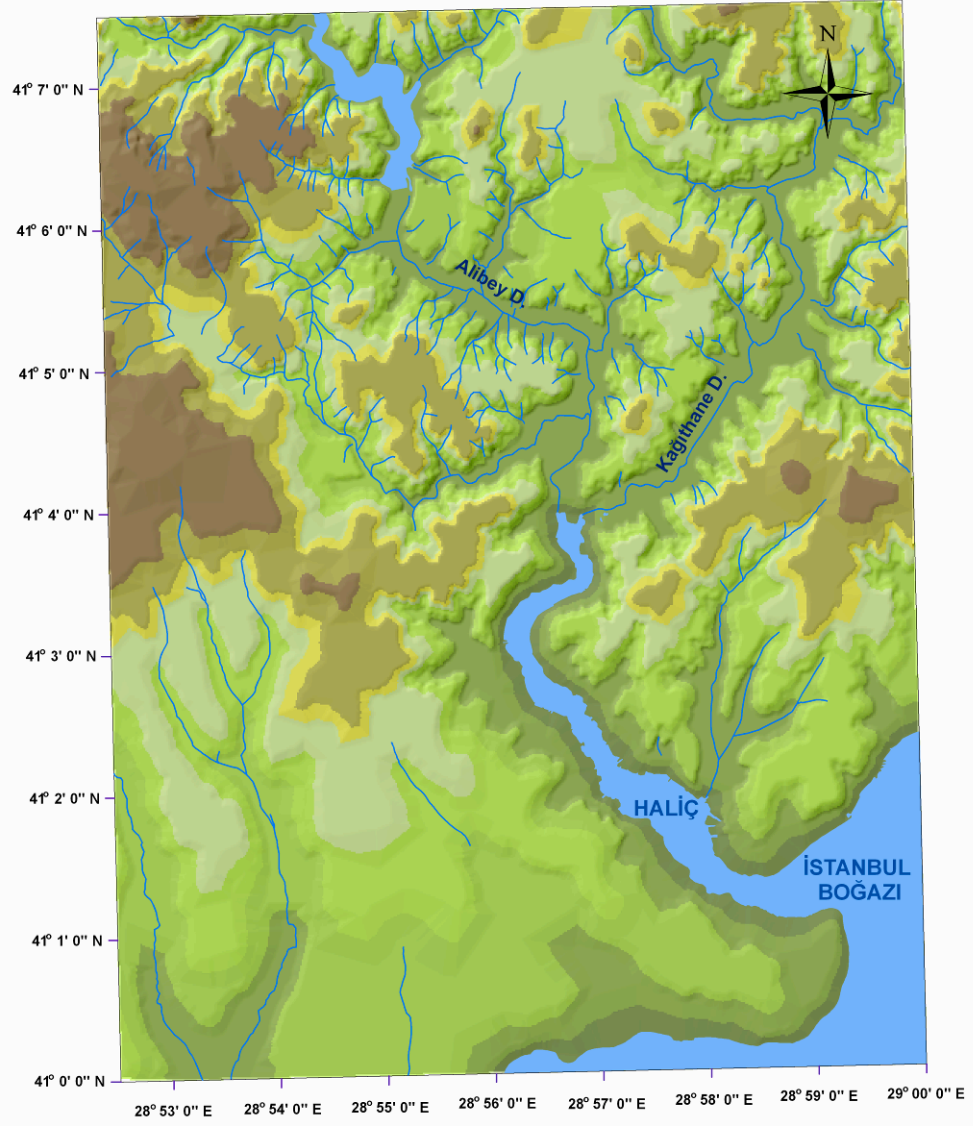 N
41° 7' 0'' N
41° 6' 0'' N
Alibey D.
41° 5' 0'' N
Kağıthane D.
41° 4' 0'' N
41° 3' 0'' N
41° 2' 0'' N
HALİÇ
İSTANBUL
BOĞAZI
41° 1' 0'' N
41° 0' 0'' N
28° 53' 0'' E
28° 54' 0'' E
28° 55' 0'' E
28° 56' 0'' E
28° 57' 0'' E
28° 58' 0'' E
28° 59' 0'' E
29° 00' 0'' E